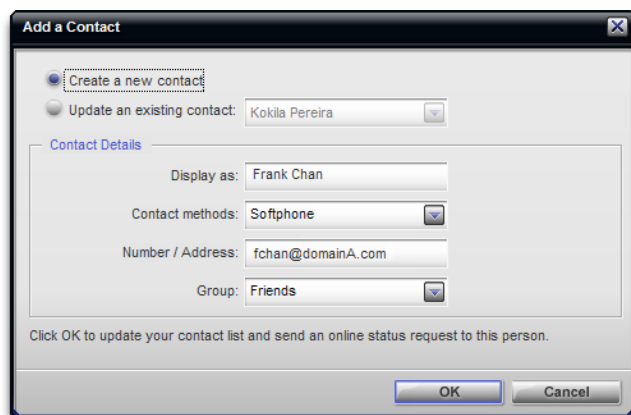 Add a Contact
Create a new contact
Update an existing contact: Kokila Pereira
Contact Details
Display as: Frank Chan
Contact methods: Softphone
Number / Address: fchan@domainA.com
Group: Friends
Click OK to update your contact list and send an online status request to this person.
OK Cancel